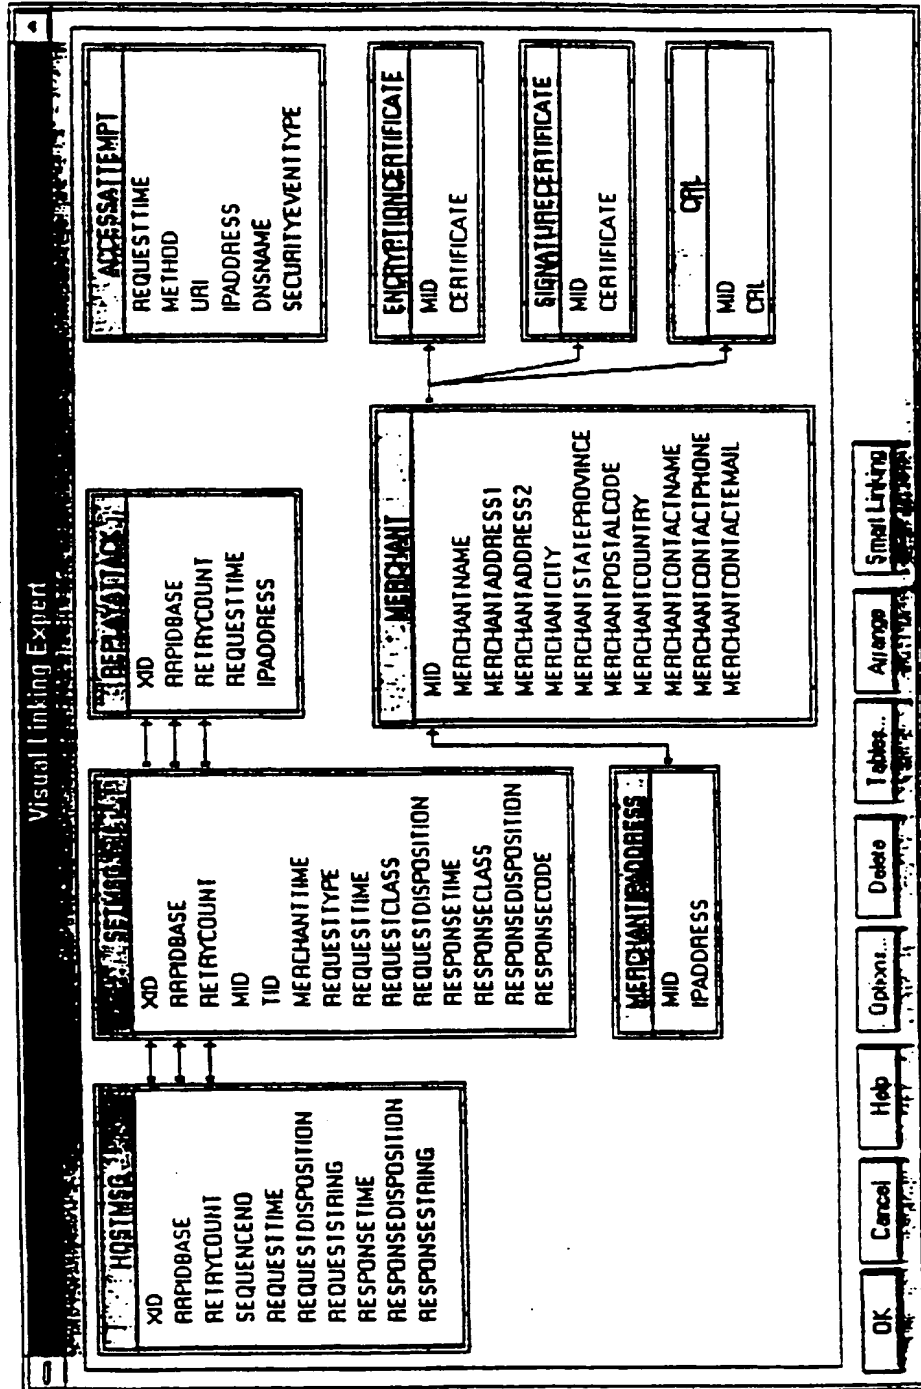 Visual Linking Expert
HOSTMSG
XID
RRPIDBASE
RETRYCOUNT
SEQUENCENO
REQUESTTIME
REQUESTDISPOSITION
REQUESTSTRING
RESPONSETIME
RESPONSEDISPOSITION
RESPONSESTRING
XID
RRPIDBASE
RETRYCOUNT
MID
TID
MERCHANTTIME
REQUESTTYPE
REQUESTTIME
REQUESTCLASS
REQUESTDISPOSITION
RESPONSETIME
RESPONSECLASS
RESPONSEDISPOSITION
RESPONSECODE
REPLAYATTACK
XID
RRPIDBASE
RETRYCOUNT
REQUESTTIME
IPADDRESS
ACCESSATTEMPT
REQUESTTIME
METHOD
URI
IPADDRESS
DNSNAME
SECURITYEVENTTYPE
MERCHANTIPADDRESS
MID
IPADDRESS
MERCHANT
MID
MERCHANTNAME
MERCHANTADDRESS1
MERCHANTADDRESS2
MERCHANTCITY
MERCHANTSTATEPROVINCE
MERCHANTPOSTALCODE
MERCHANTCOUNTRY
MERCHANTCONTACTNAME
MERCHANTCONTACTPHONE
MERCHANTCONTACTEMAIL
ENCRYPTIONCERTIFICATE
MID
CERTIFICATE
SIGNATURECERTIFICATE
MID
CERTIFICATE
CRL
MID
CRL
OK Cancel Help Options... Delete Tables... Arrange Smart Linking